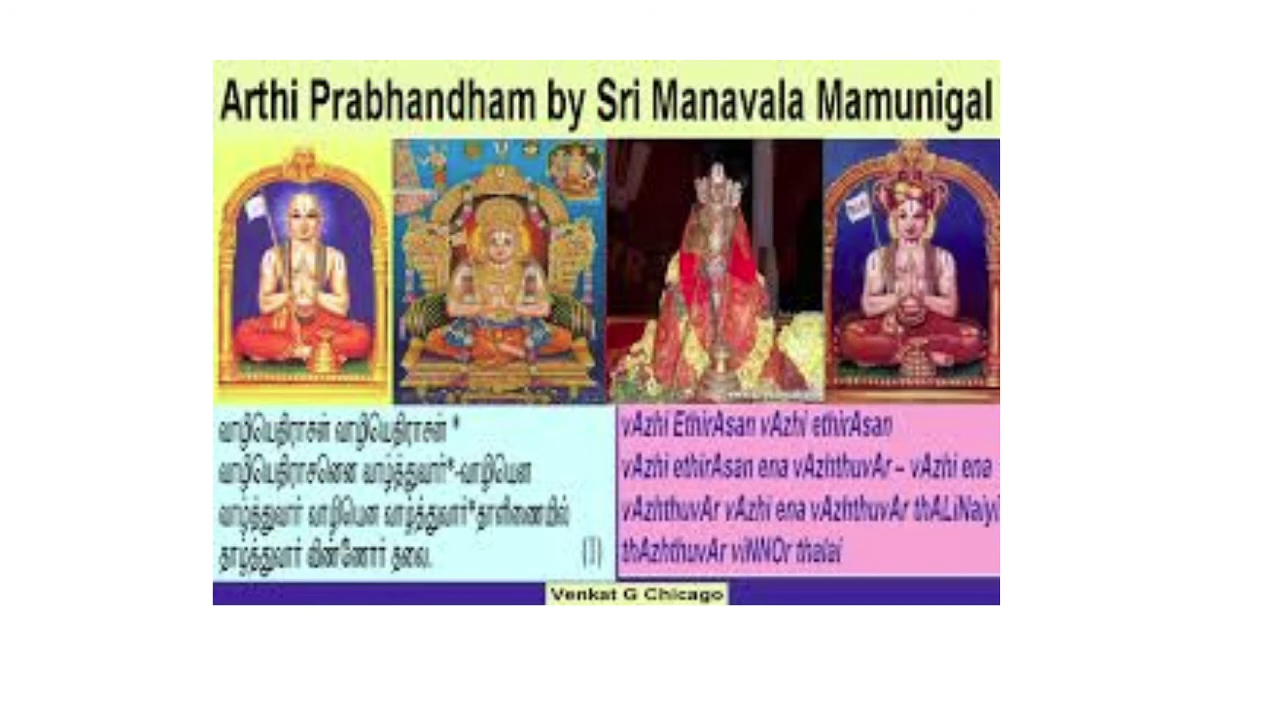 Arthi Prabhandham by Sri Manavala Mamunigal
வாழியெதிராசன் வாழியெதிராசன் *
வாழியெதிராசனென வாழ்த்துவார்*-வாழியென
வாழ்த்துவார் வாழியென வாழ்த்துவார்*தாளிணையில்
தாழ்த்துவார் விண்ணோர் தலை. (1)
vAzhi EthirAsan vAzhi ethirAsan
vAzhi ethirAsan ena vAzhthuvAr – vAzhi ena
vAzhthuvAr vAzhi ena vAzhthuvAr
thAzhthuvAr viNNOr thalai
Venkat G Chicago